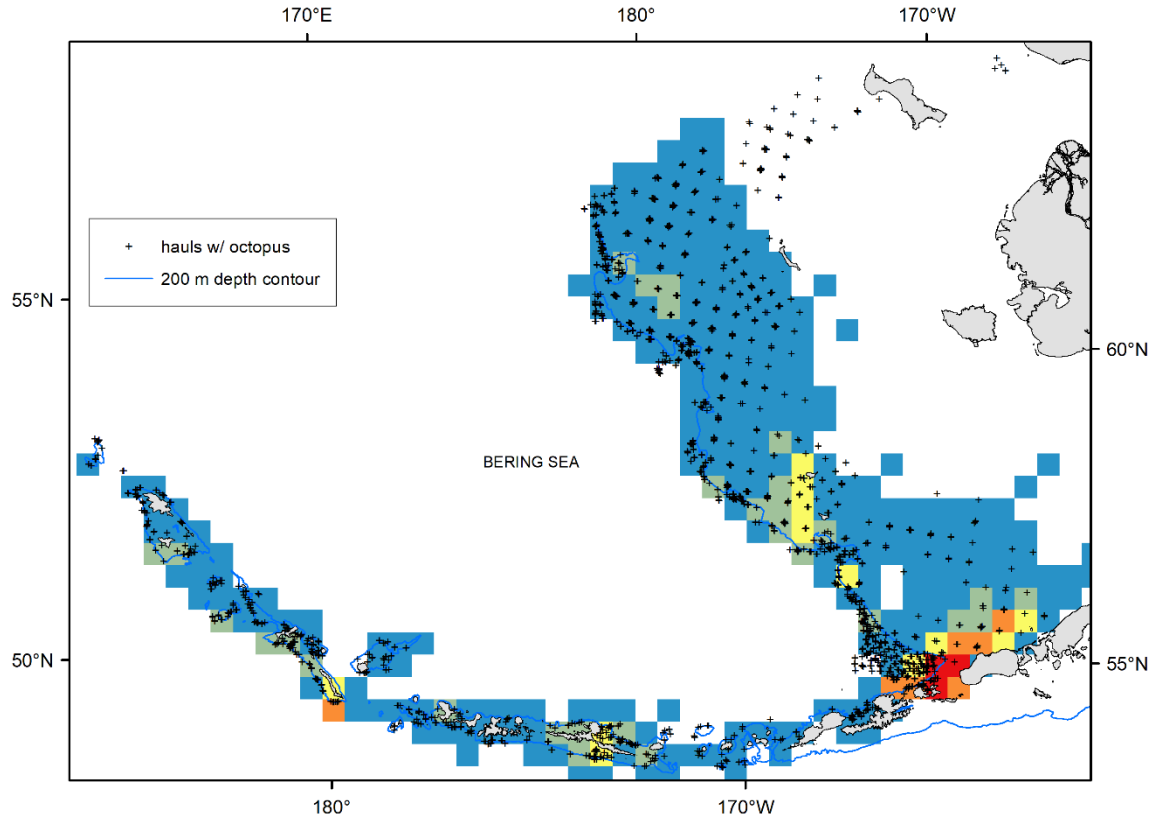 170°E 180° 170°W
hauls w/ octopus
200 m depth contour
55°N
60°N
BERING SEA
50°N
55°N
180° 170°W